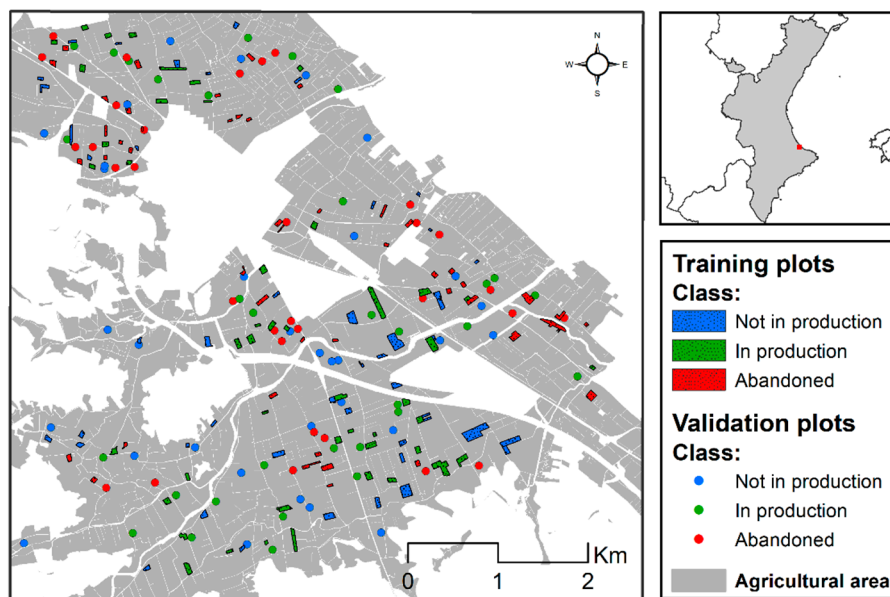 N
W E
S
Km
0 1 2
Training plots
Class:
Not in production
In production
Abandoned
Validation plots
Class:
Not in production
In production
Abandoned
Agricultural area